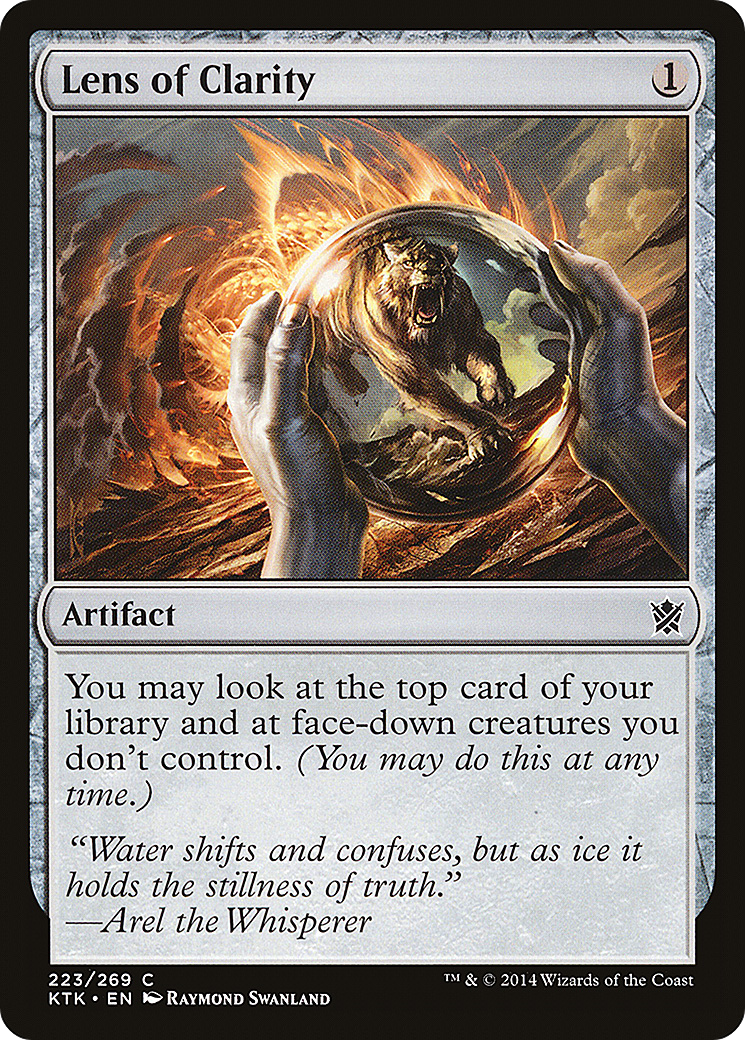 Lens of Clarity
1
Artifact
You may look at the top card of your
library and at face-down creatures you
don't control. (You may do this at any
time.)
"Water shifts and confuses, but as ice it
holds the stillness of truth."
—Arel the Whisperer
223/269 C
KTK • EN Raymond Swanland
™ & © 2014 Wizards of the Coast